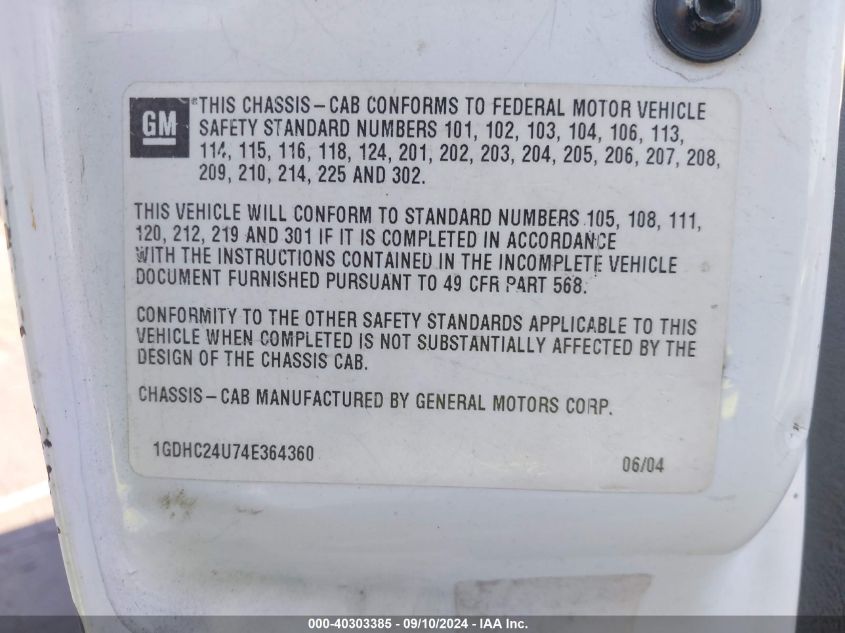 GM ® THIS CHASSIS-CAB CONFORMS TO FEDERAL MOTOR VEHICLE
SAFETY STANDARD NUMBERS 101, 102, 103, 104, 106, 113,
114, 115, 116, 118, 124, 201, 202, 203, 204, 205, 206, 207, 208,
209, 210, 214, 225 AND 302.
THIS VEHICLE WILL CONFORM TO STANDARD NUMBERS 105, 108, 111,
120, 212, 219 AND 301 IF IT IS COMPLETED IN ACCORDANCE
WITH THE INSTRUCTIONS CONTAINED IN THE INCOMPLETE VEHICLE
DOCUMENT FURNISHED PURSUANT TO 49 CFR PART 568.
CONFORMITY TO THE OTHER SAFETY STANDARDS APPLICABLE TO THIS
VEHICLE WHEN COMPLETED IS NOT SUBSTANTIALLY AFFECTED BY THE
DESIGN OF THE CHASSIS CAB.
CHASSIS-CAB MANUFACTURED BY GENERAL MOTORS CORP.
1GDHC24U74E364360
06/04
000-40303385 - 09/10/2024 - IAA Inc.